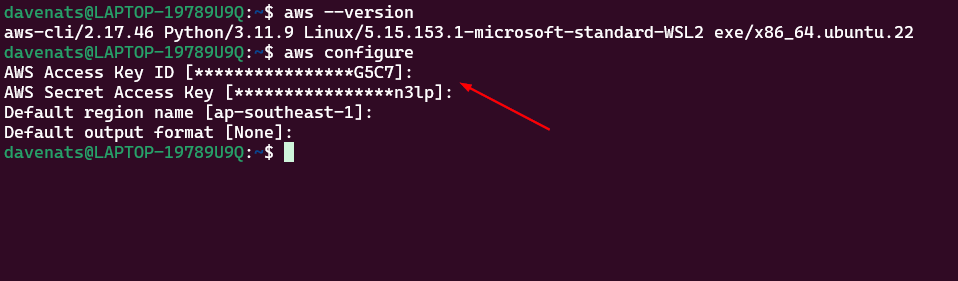 davenats@LAPTOP-19789U9Q:~$ aws --version
aws-cli/2.17.46 Python/3.11.9 Linux/5.15.153.1-microsoft-standard-WSL2 exe/x86_64.ubuntu.22
davenats@LAPTOP-19789U9Q:~$ aws configure
AWS Access Key ID [****************G5C7]:
AWS Secret Access Key [****************n3lp]:
Default region name [ap-southeast-1]:
Default output format [None]:
davenats@LAPTOP-19789U9Q:~$